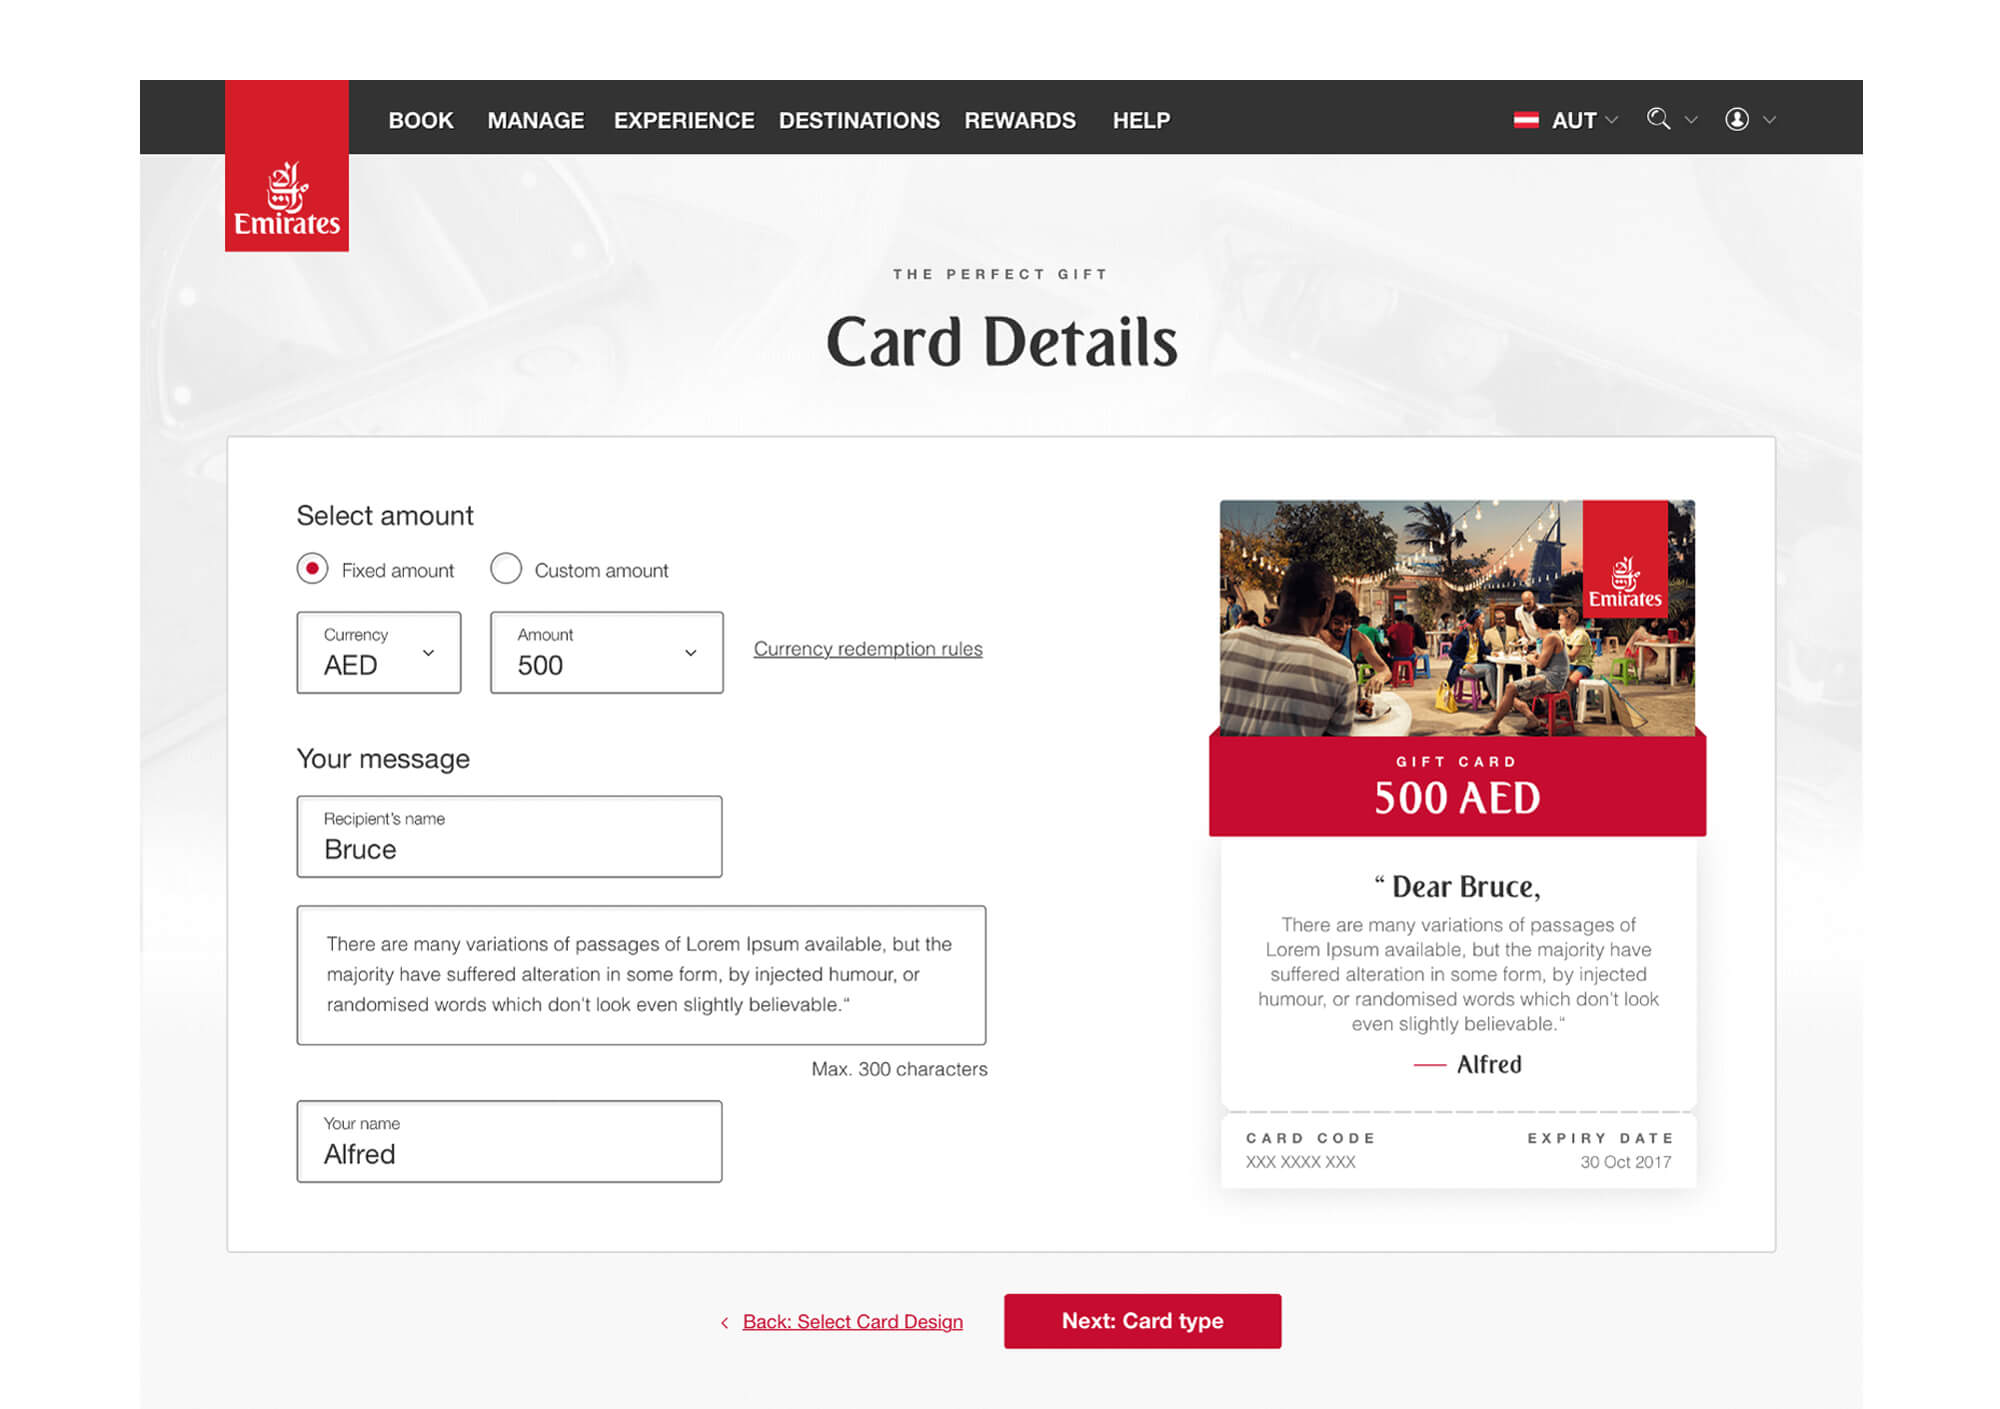 BOOK MANAGE EXPERIENCE DESTINATIONS REWARDS HELP AUT
Emirates
THE PERFECT GIFT
Card Details
Select amount
Fixed amount Custom amount
Currency
AED
Amount
500
Currency redemption rules
Your message
Recipient's name
Bruce
There are many variations of passages of Lorem Ipsum available, but the
majority have suffered alteration in some form, by injected humour, or
randomised words which don't look even slightly believable.“
Max. 300 characters
Your name
Alfred
Emirates
GIFT CARD
500 AED
“ Dear Bruce,
There are many variations of passages of
Lorem Ipsum available, but the majority have
suffered alteration in some form, by injected
humour, or randomised words which don't look
even slightly believable.“
— Alfred
CARD CODE
XXX XXXX XXX
EXPIRY DATE
30 Oct 2017
< Back: Select Card Design
Next: Card type